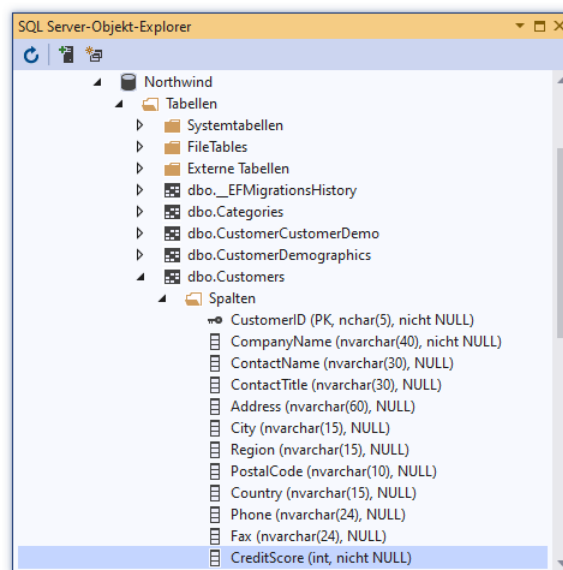 SQL Server-Objekt-Explorer
Northwind
Tabellen
Systemtabellen
FileTables
Externe Tabellen
dbo.__EFMigrationsHistory
dbo.Categories
dbo.CustomerCustomerDemo
dbo.CustomerDemographics
dbo.Customers
Spalten
CustomerID (PK, nchar(5), nicht NULL)
CompanyName (nvarchar(40), nicht NULL)
ContactName (nvarchar(30), NULL)
ContactTitle (nvarchar(30), NULL)
Address (nvarchar(60), NULL)
City (nvarchar(15), NULL)
Region (nvarchar(15), NULL)
PostalCode (nvarchar(10), NULL)
Country (nvarchar(15), NULL)
Phone (nvarchar(24), NULL)
Fax (nvarchar(24), NULL)
CreditScore (int, nicht NULL)